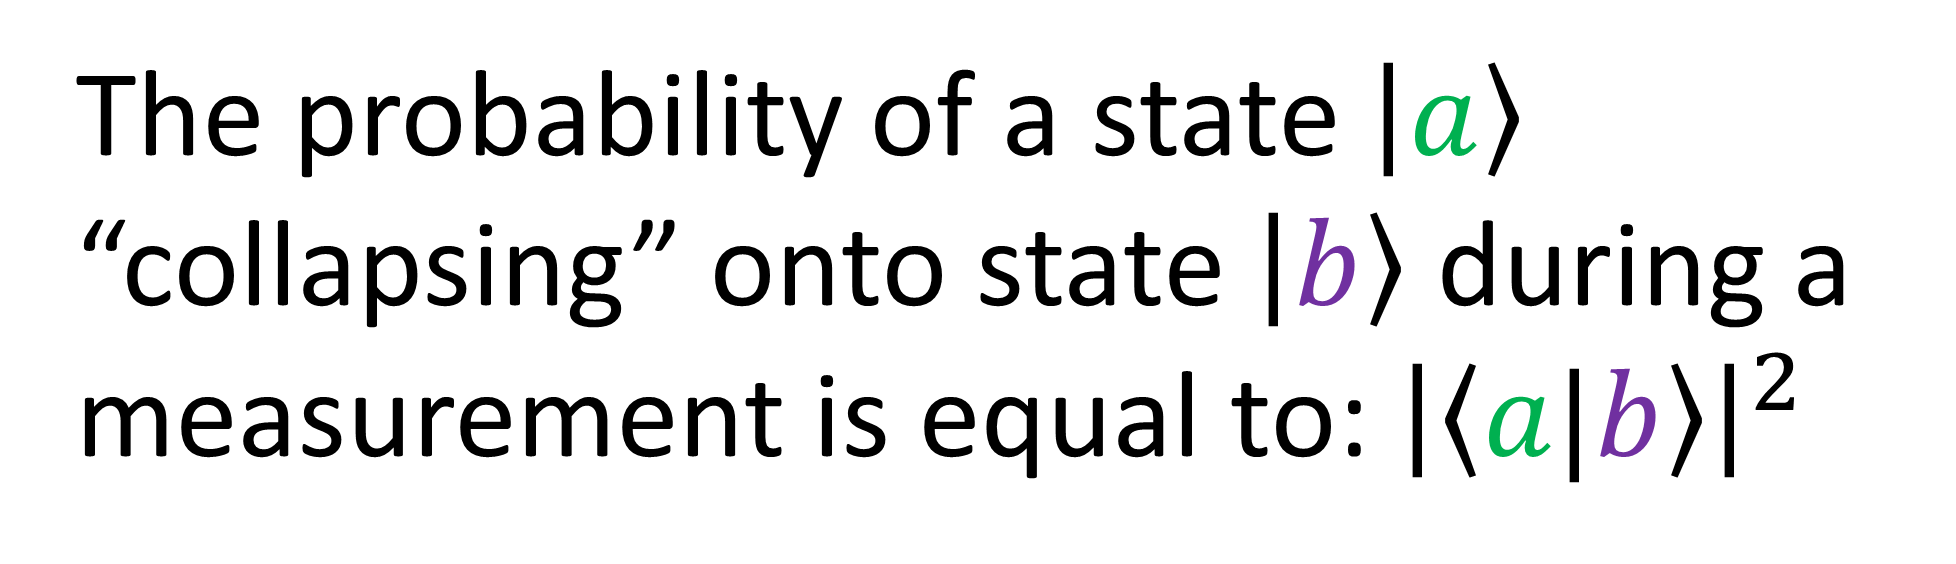 The probability of a state |𝑎⟩
“collapsing” onto state |𝑏⟩ during a
measurement is equal to: |⟨𝑎|𝑏⟩|²